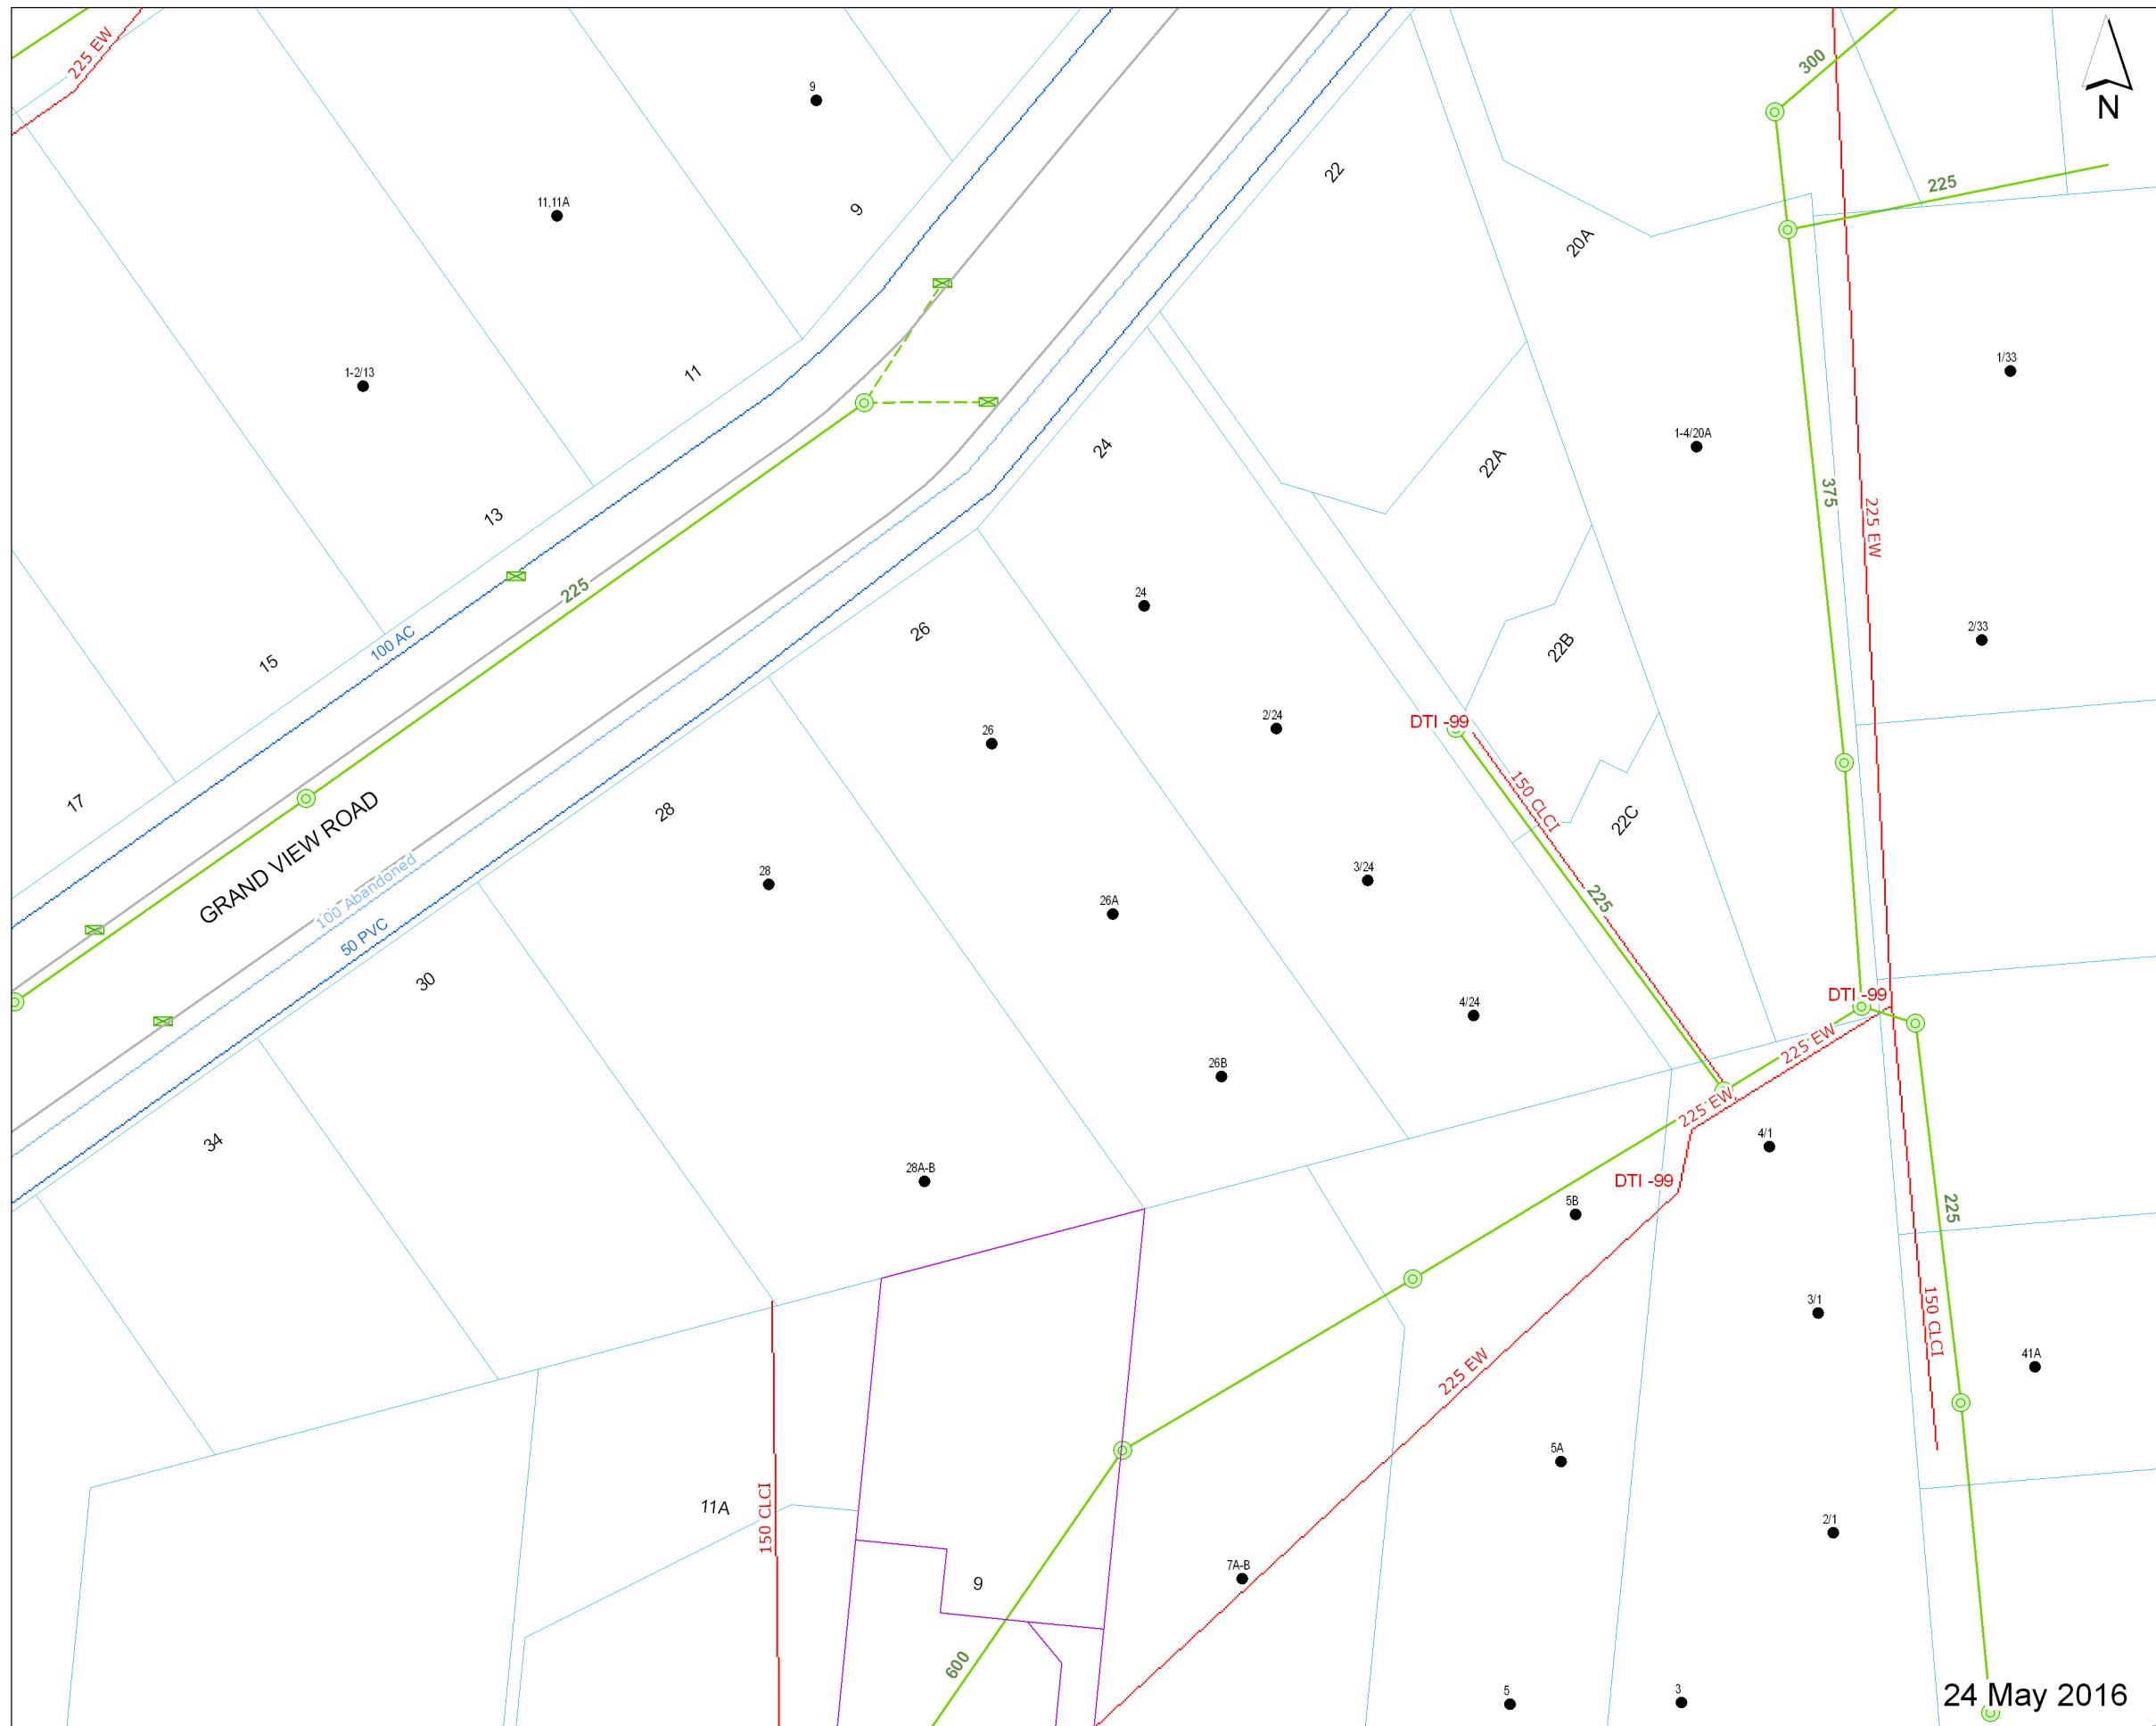 225 EW
300
N
9
225
22
11,11A
9
20A
1-2/13
11
1/33
24
1-4/20A
22A
375
13
225 EW
225
24
100 AC
26
2/33
22B
15
DTI -99
2/24
26
17
28
150 CLCI
22C
GRAND VIEW ROAD
100 Abandoned
28
3/24
225
26A
50 PVC
30
DTI -99
4/24
225 EW
26B
225 EW
34
4/1
28A-B
DTI -99
5B
225
3/1
150 CLCI
225 EW
41A
5A
11A
150 CLCI
2/1
7A-B
9
600
5
3
24 May 2016